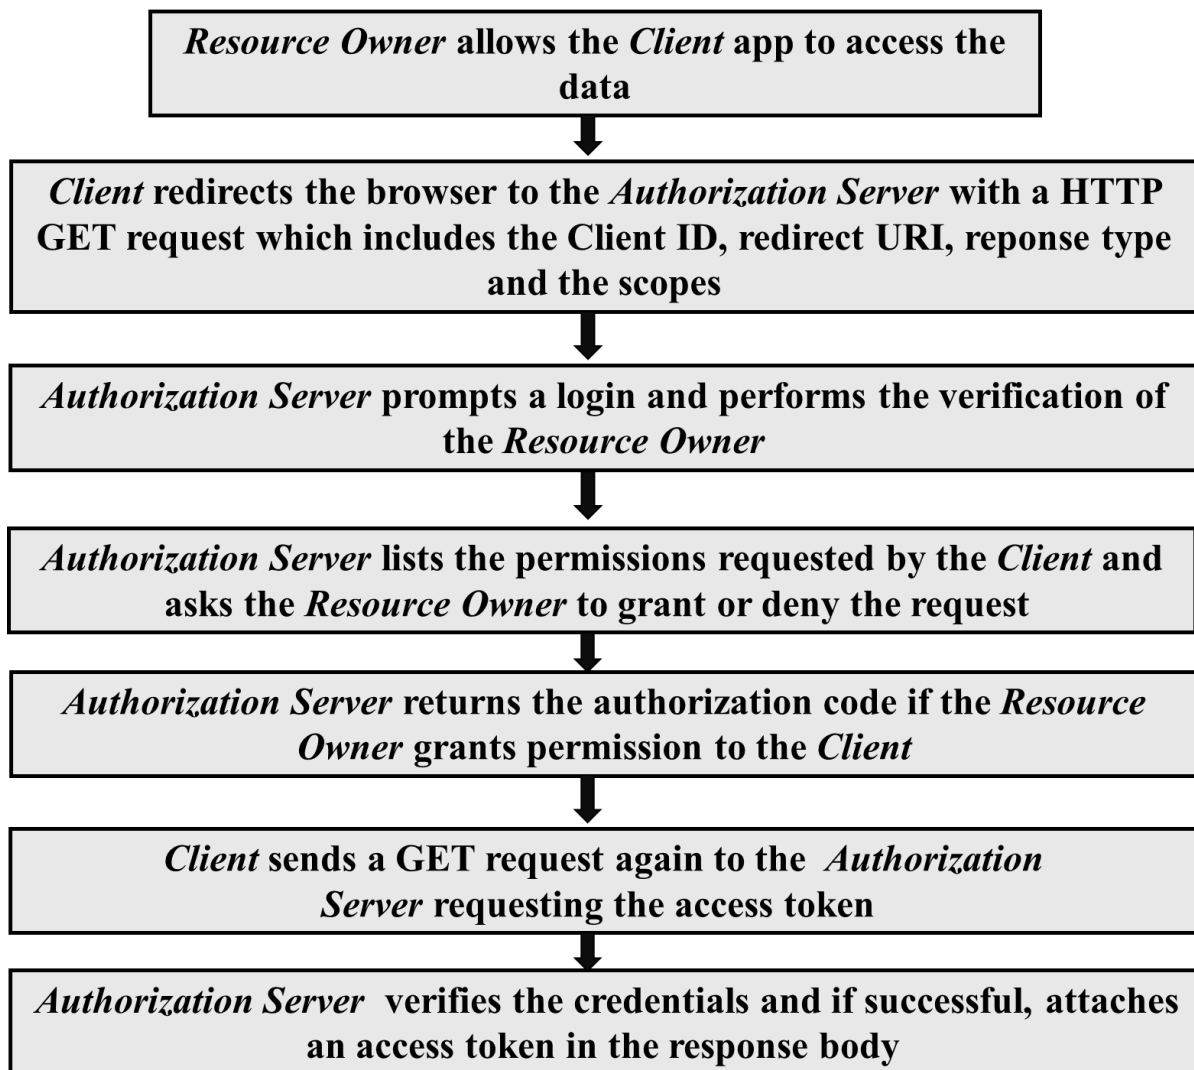 Resource Owner allows the Client app to access the
data
Client redirects the browser to the Authorization Server with a HTTP
GET request which includes the Client ID, redirect URI, reponse type
and the scopes
Authorization Server prompts a login and performs the verification of
the Resource Owner
Authorization Server lists the permissions requested by the Client and
asks the Resource Owner to grant or deny the request
Authorization Server returns the authorization code if the Resource
Owner grants permission to the Client
Client sends a GET request again to the Authorization
Server requesting the access token
Authorization Server verifies the credentials and if successful, attaches
an access token in the response body